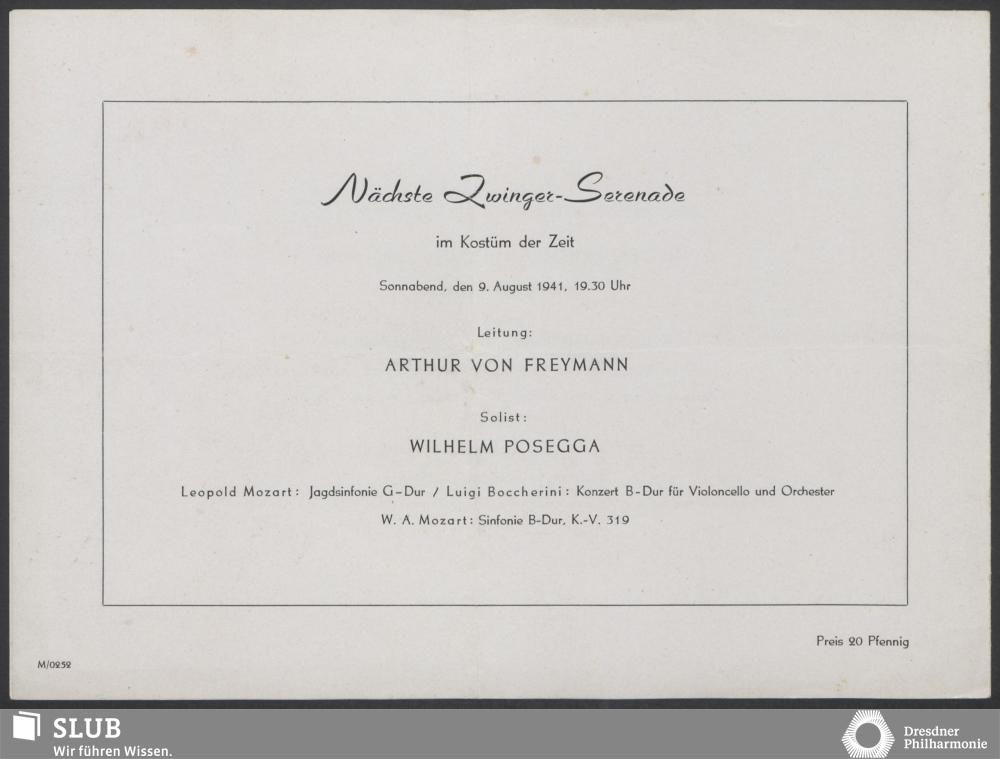 Nächste Zwinger-Serenade
im Kostüm der Zeit
Sonnabend, den 9. August 1941, 19.30 Uhr
Leitung:
ARTHUR VON FREYMANN
Solist:
WILHELM POSEGGA
Leopold Mozart: Jagdsinfonie G-Dur / Luigi Boccherini: Konzert B-Dur für Violoncello und Orchester
W. A. Mozart: Sinfonie B-Dur, K.-V. 319
Preis 20 Pfennig
M/0252
SLUB
Wir führen Wissen.
Dresdner
Philharmonie